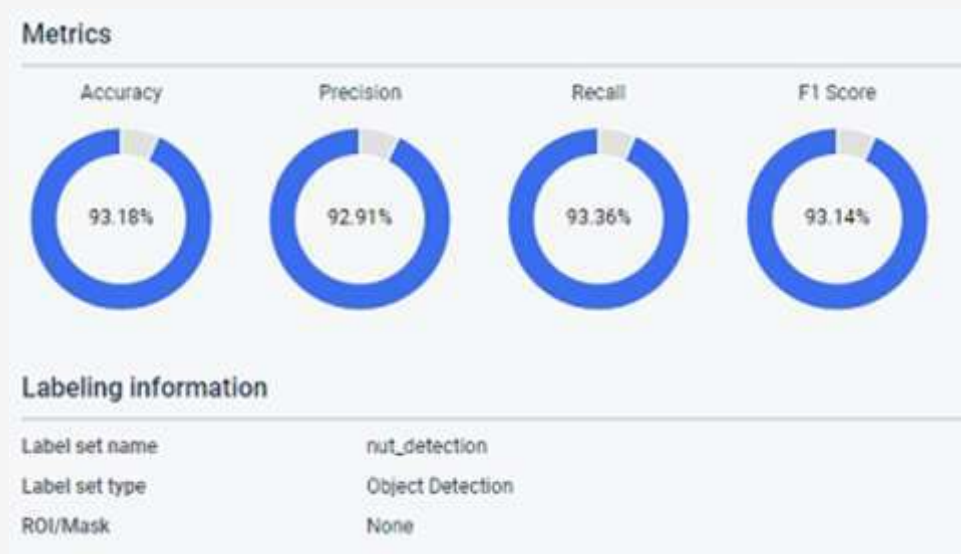 Metrics
Accuracy Precision Recall F1 Score
93.18% 92.91% 93.36% 93.14%
Labeling information
Label set name nut_detection
Label set type Object Detection
ROI/Mask None